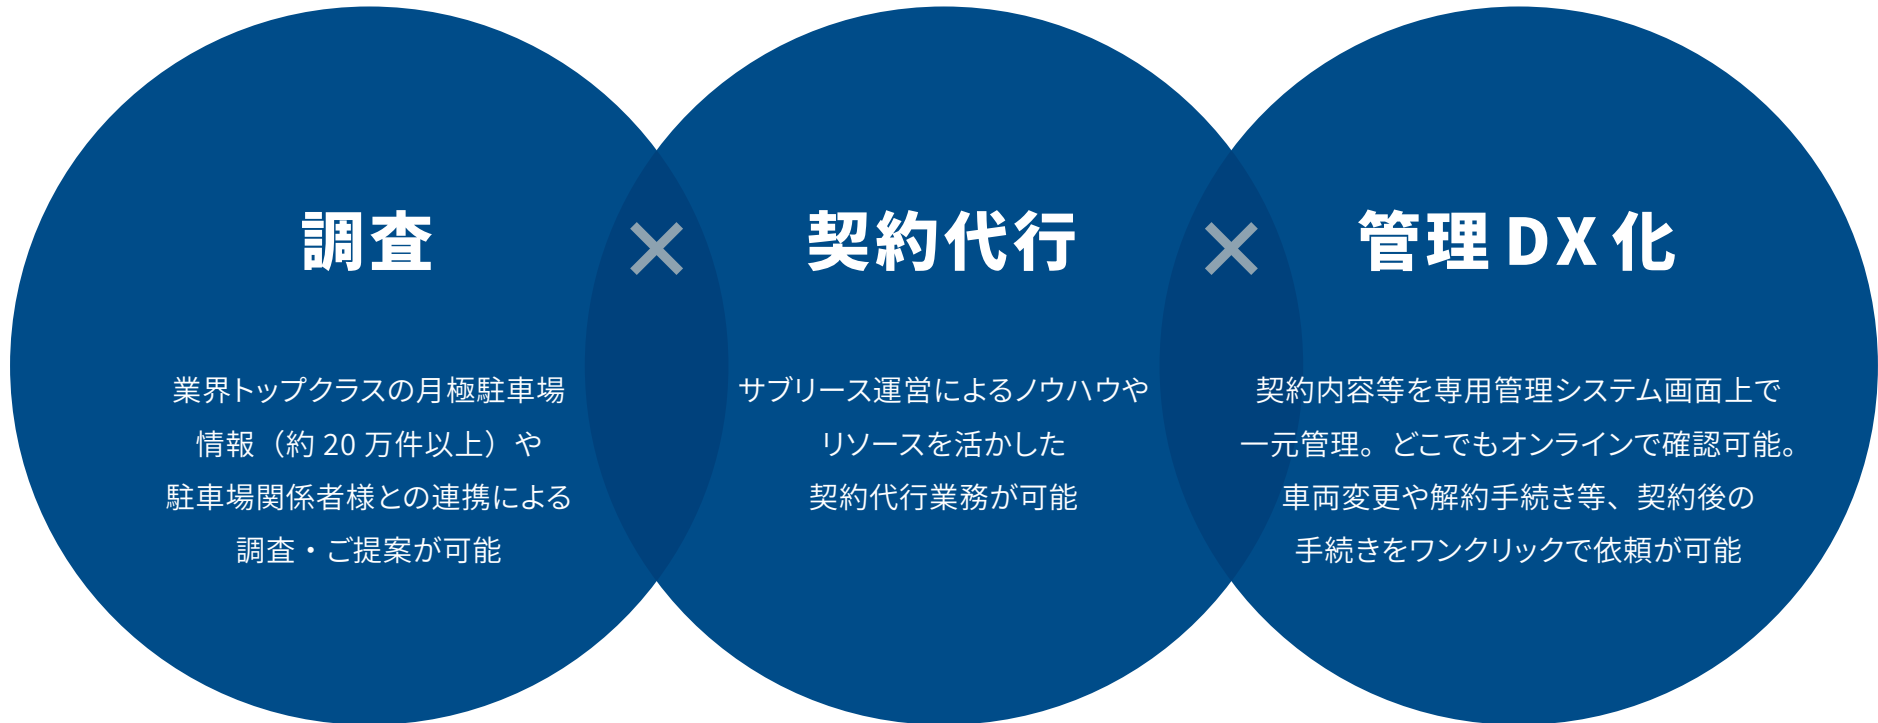 調査
×
契約代行
×
管理DX化
業界トップクラスの月極駐車場
情報（約20万件以上）や
駐車場関係者様との連携による
調査・ご提案が可能
サブリース運営によるノウハウや
リソースを活かした
契約代行業務が可能
契約内容等を専用管理システム画面上で
一元管理。どこでもオンラインで確認可能。
車両変更や解約手続き等、契約後の
手続きをワンクリックで依頼が可能